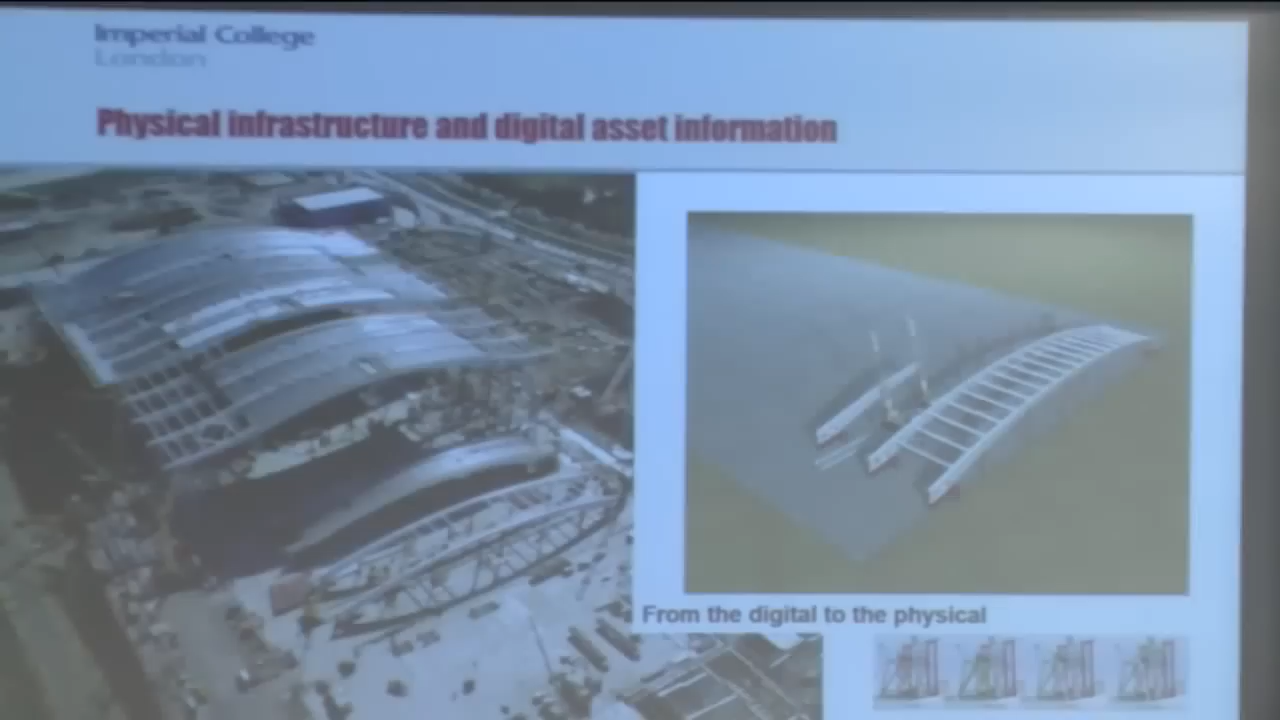 Imperial College
London
Physical infrastructure and digital asset information
From the digital to the physical